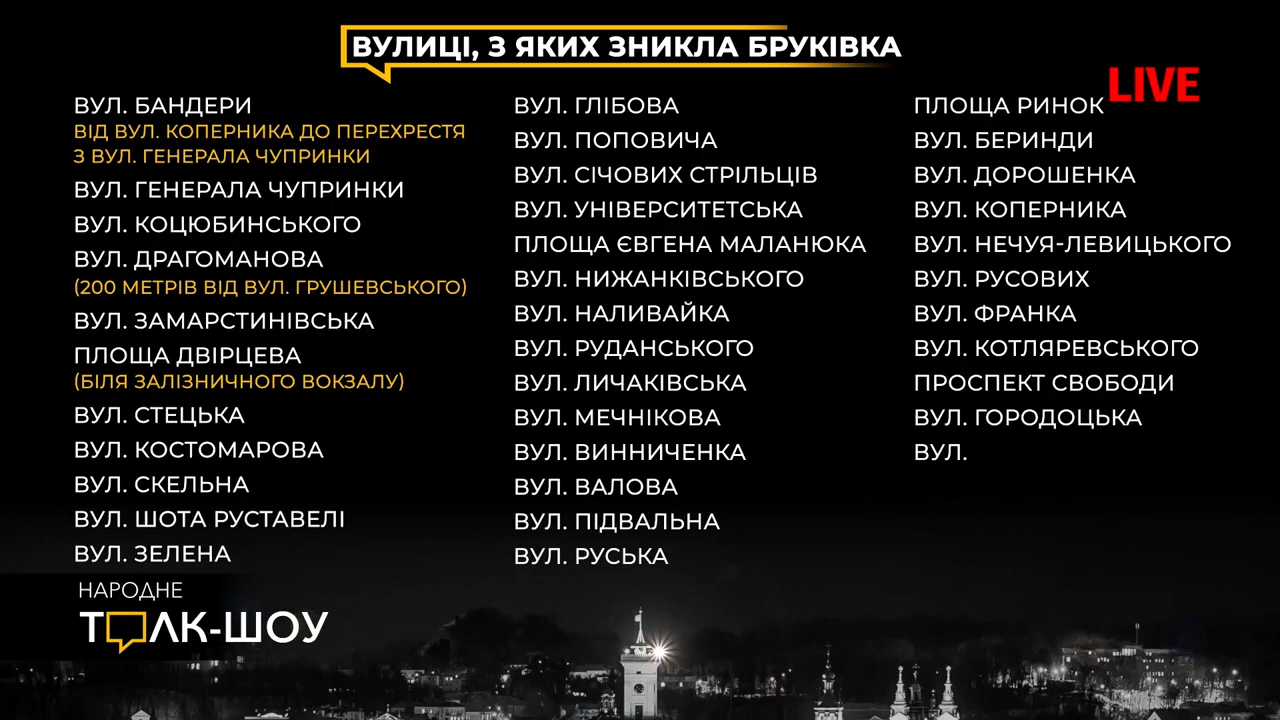 ВУЛИЦІ, З ЯКИХ ЗНИКЛА БРУКІВКА
LIVE
ВУЛ. БАНДЕРИ
ВІД ВУЛ. КОПЕРНИКА ДО ПЕРЕХРЕСТЯ
З ВУЛ. ГЕНЕРАЛА ЧУПРИНКИ
ВУЛ. ГЕНЕРАЛА ЧУПРИНКИ
ВУЛ. КОЦЮБИНСЬКОГО
ВУЛ. ДРАГОМАНОВА
(200 МЕТРІВ ВІД ВУЛ. ГРУШЕВСЬКОГО)
ВУЛ. ЗАМАРСТИНІВСЬКА
ПЛОЩА ДВІРЦЕВА
(БІЛЯ ЗАЛІЗНИЧНОГО ВОКЗАЛУ)
ВУЛ. СТЕЦЬКА
ВУЛ. КОСТОМАРОВА
ВУЛ. СКЕЛЬНА
ВУЛ. ШОТА РУСТАВЕЛІ
ВУЛ. ЗЕЛЕНА
ВУЛ. ГЛІБОВА
ВУЛ. ПОПОВИЧА
ВУЛ. СІЧОВИХ СТРІЛЬЦІВ
ВУЛ. УНІВЕРСИТЕТСЬКА
ПЛОЩА ЄВГЕНА МАЛАНЮКА
ВУЛ. НИЖАНКІВСЬКОГО
ВУЛ. НАЛИВАЙКА
ВУЛ. РУДАНСЬКОГО
ВУЛ. ЛИЧАКІВСЬКА
ВУЛ. МЕЧНІКОВА
ВУЛ. ВИННИЧЕНКА
ВУЛ. ВАЛОВА
ВУЛ. ПІДВАЛЬНА
ВУЛ. РУСЬКА
ПЛОЩА РИНОК
ВУЛ. БЕРИНДИ
ВУЛ. ДОРОШЕНКА
ВУЛ. КОПЕРНИКА
ВУЛ. НЕЧУЯ-ЛЕВИЦЬКОГО
ВУЛ. РУСОВИХ
ВУЛ. ФРАНКА
ВУЛ. КОТЛЯРЕВСЬКОГО
ПРОСПЕКТ СВОБОДИ
ВУЛ. ГОРОДОЦЬКА
ВУЛ.
НАРОДНЕ
ТОЛК-ШОУ